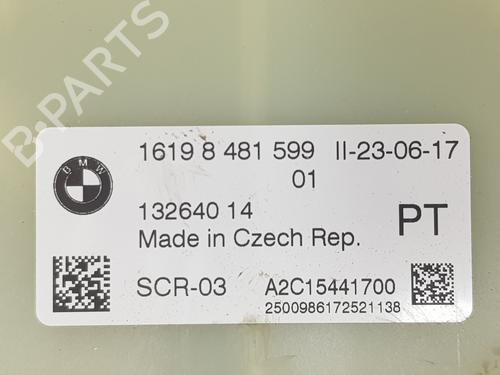 B-PARTS
BMW
1619 8 481 599 II-23-06-17
01
132640 14
PT
Made in Czech Rep.
SCR-03 A2C15441700
2500986172521138